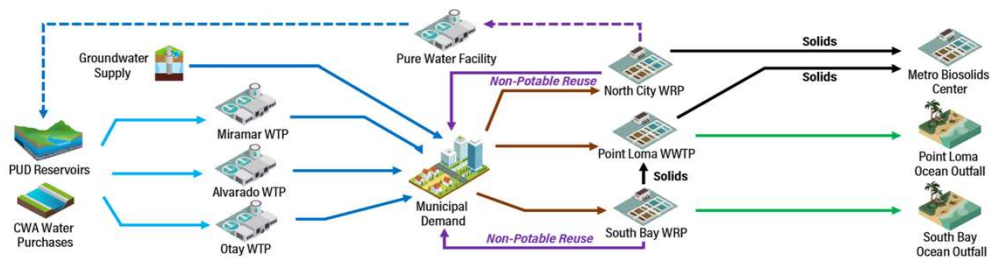 Groundwater
Supply
Pure Water Facility
Solids
Solids
Non-Potable Reuse
North City WRP
Metro Biosolids
Center
Miramar WTP
PUD Reservoirs
Point Loma WWTP
Point Loma
Ocean Outfall
Solids
Alvarado WTP
Municipal
Demand
CWA Water
Purchases
South Bay WRP
South Bay
Ocean Outfall
Otay WTP
Non-Potable Reuse